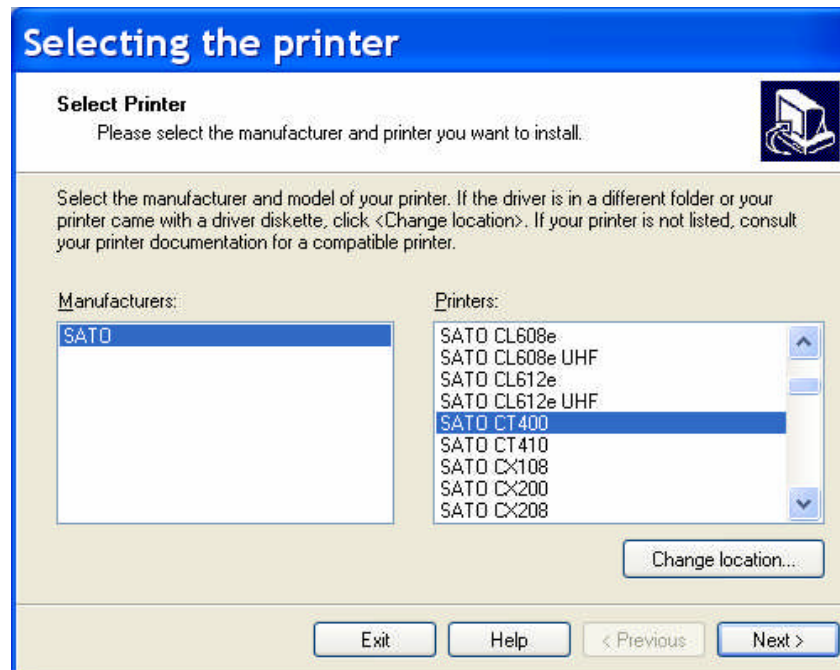 Selecting the printer
Select Printer
Please select the manufacturer and printer you want to install.
Select the manufacturer and model of your printer. If the driver is in a different folder or your
printer came with a driver diskette, click <Change location>. If your printer is not listed, consult
your printer documentation for a compatible printer.
Manufacturers:
SATO
Printers:
SATO CL608e
SATO CL608e UHF
SATO CL612e
SATO CL612e UHF
SATO CT400
SATO CT410
SATO CX108
SATO CX200
SATO CX208
Change location...
Exit
Help
< Previous
Next >